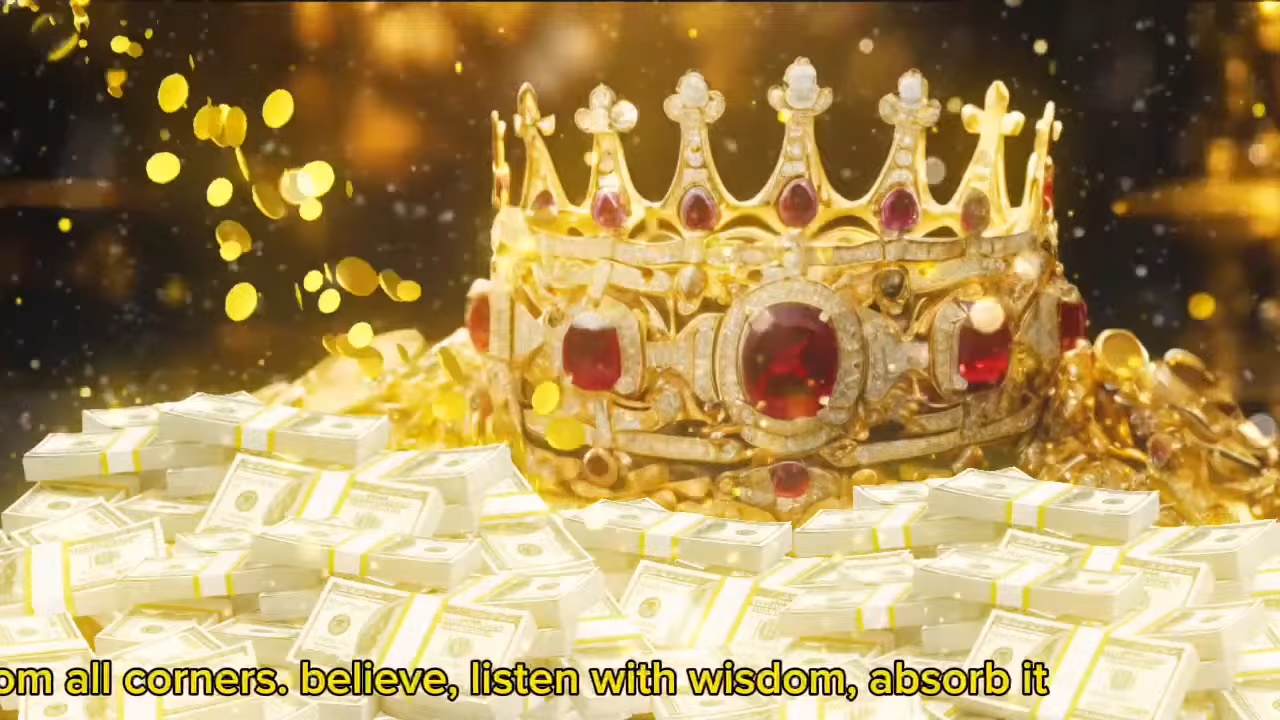 om all corners. believe, listen with wisdom, absorb it